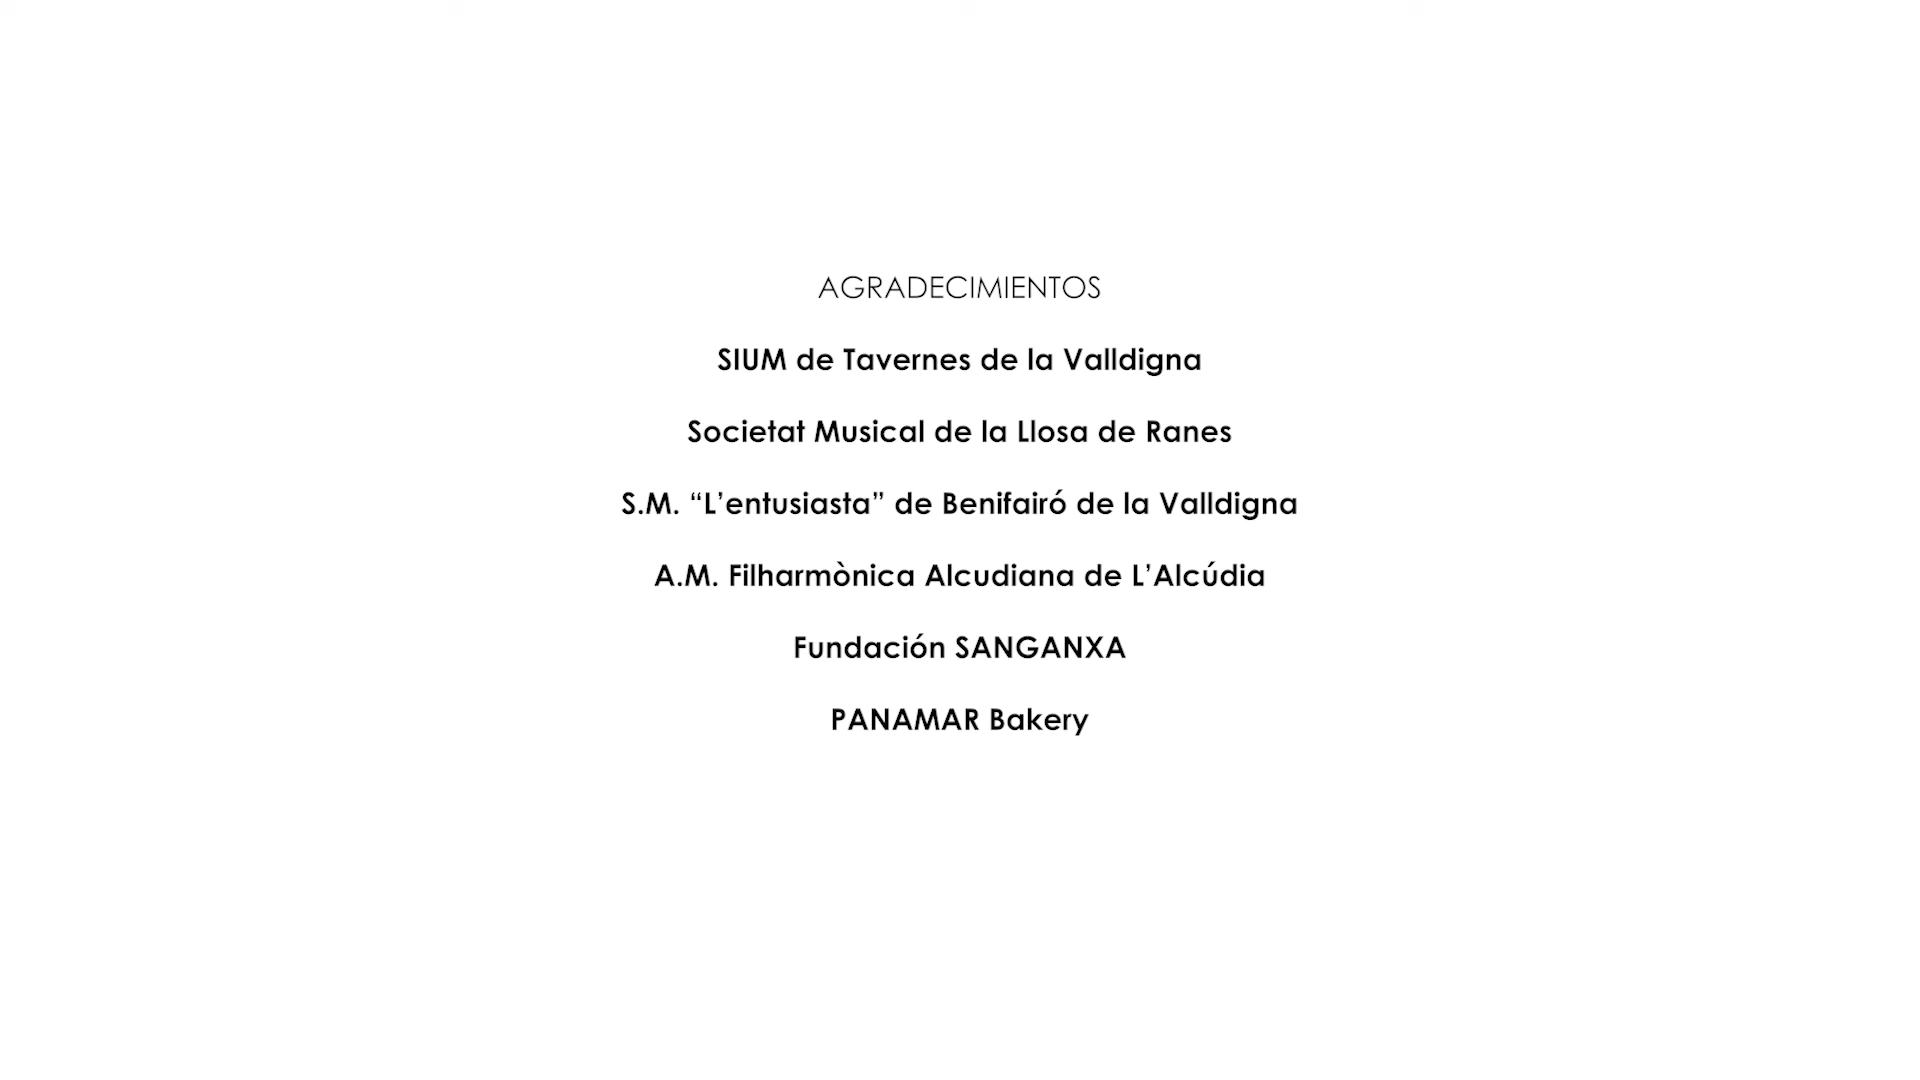 AGRADECIMIENTOS
SIUM de Tavernes de la Valldigna
Societat Musical de la Llosa de Ranes
S.M. “L’entusiasta” de Benifairó de la Valldigna
A.M. Filharmònica Alcudiana de L’Alcúdia
Fundación SANGANXA
PANAMAR Bakery